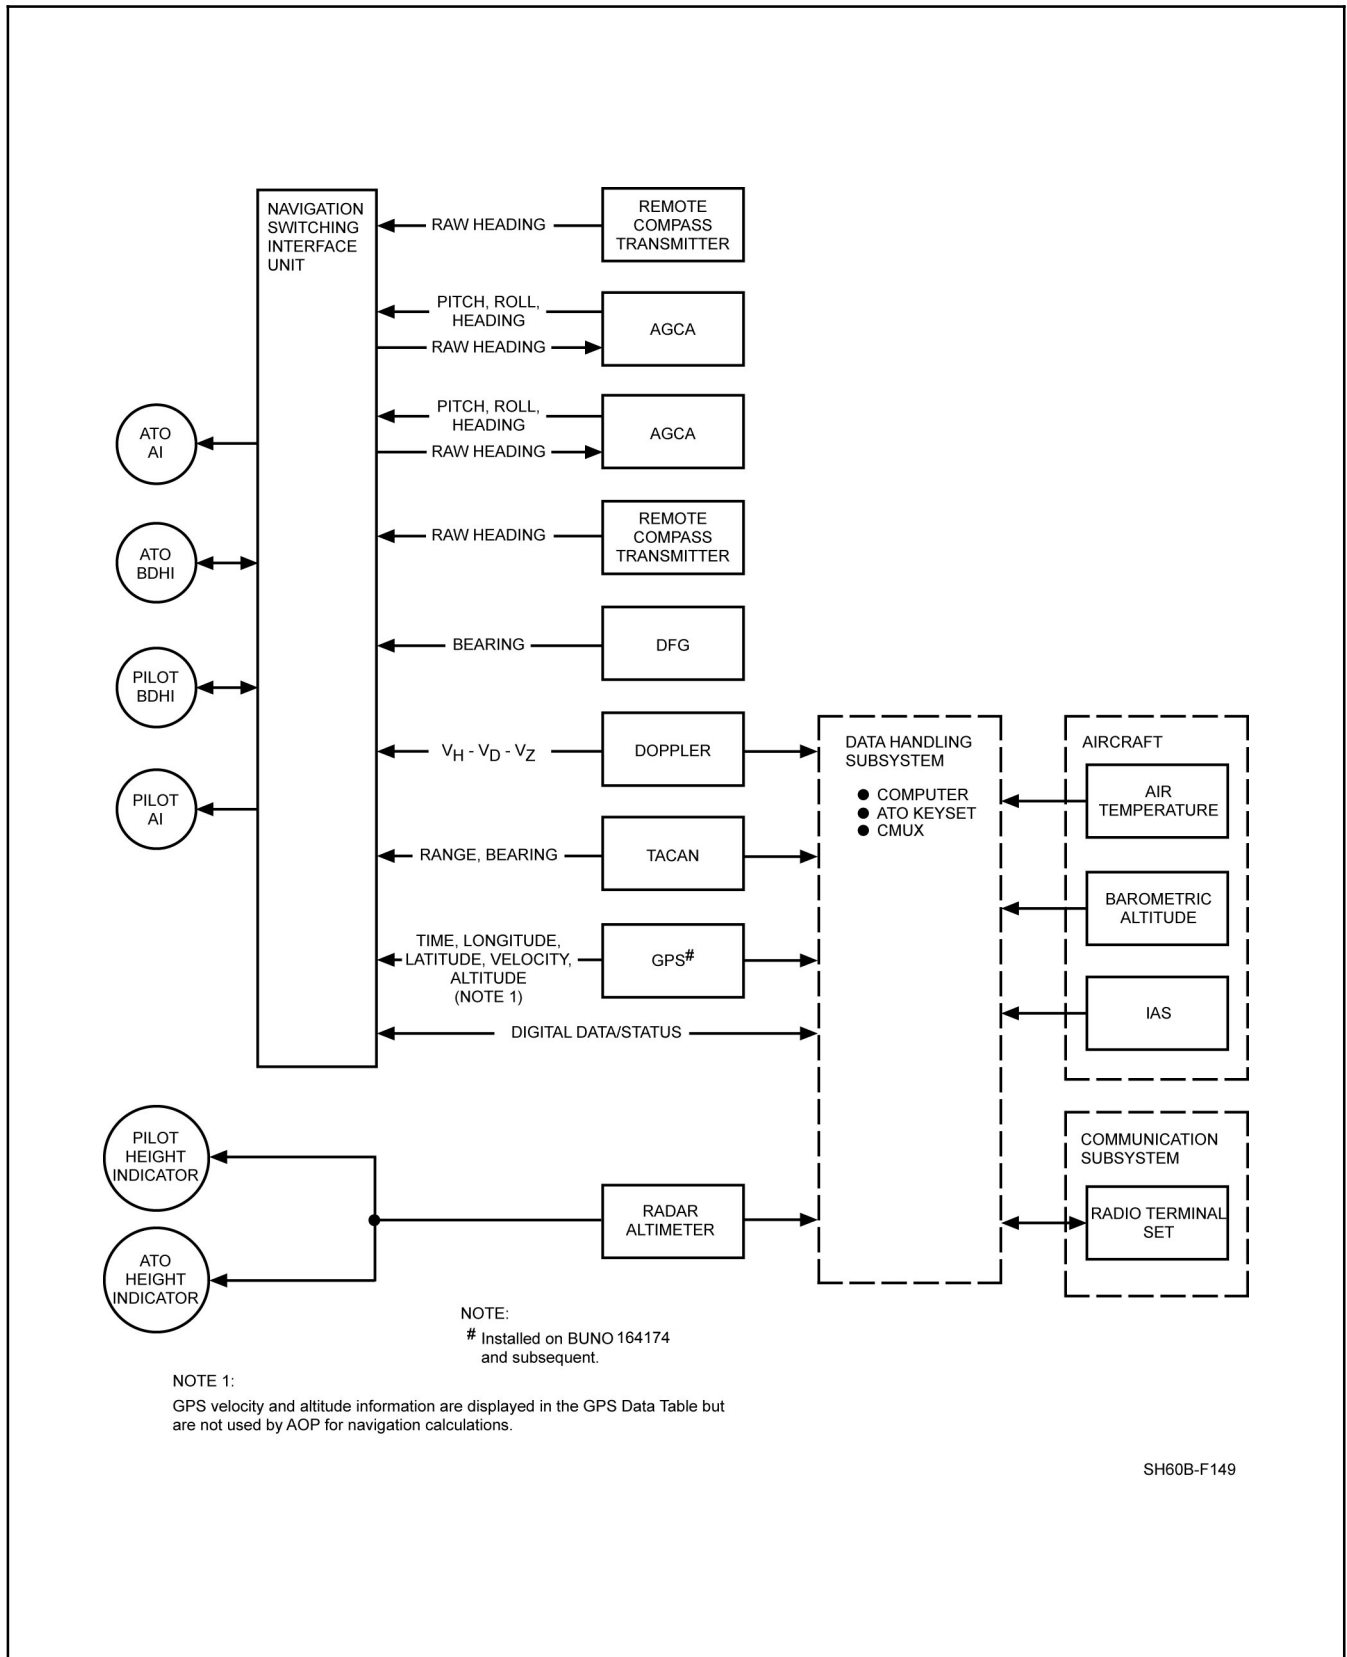 NAVIGATION
SWITCHING
INTERFACE
UNIT
RAW HEADING
REMOTE
COMPASS
TRANSMITTER
PITCH, ROLL,
HEADING
RAW HEADING
AGCA
PITCH, ROLL,
HEADING
RAW HEADING
AGCA
ATO
AI
RAW HEADING
REMOTE
COMPASS
TRANSMITTER
ATO
BDHI
BEARING
DFG
PILOT
BDHI
VH - VD - VZ
DOPPLER
PILOT
AI
RANGE, BEARING
TACAN
TIME, LONGITUDE,
LATITUDE, VELOCITY,
ALTITUDE
(NOTE 1)
GPS#
DIGITAL DATA/STATUS
DATA HANDLING
SUBSYSTEM
● COMPUTER
● ATO KEYSET
● CMUX
AIRCRAFT
AIR
TEMPERATURE
BAROMETRIC
ALTITUDE
IAS
COMMUNICATION
SUBSYSTEM
RADIO TERMINAL
SET
PILOT
HEIGHT
INDICATOR
ATO
HEIGHT
INDICATOR
RADAR
ALTIMETER
NOTE:
# Installed on BUNO 164174
and subsequent.
NOTE 1:
GPS velocity and altitude information are displayed in the GPS Data Table but
are not used by AOP for navigation calculations.
SH60B-F149